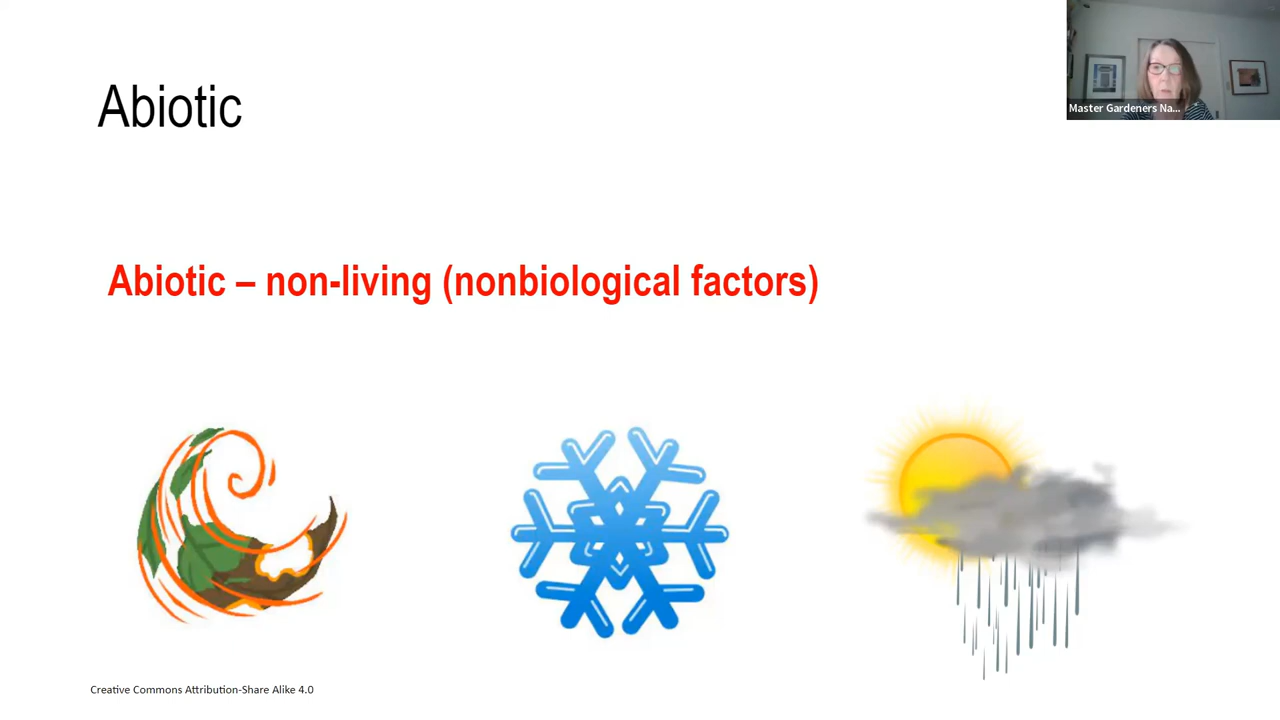 Abiotic
Master Gardeners Na...
Abiotic – non-living (nonbiological factors)
Creative Commons Attribution-Share Alike 4.0